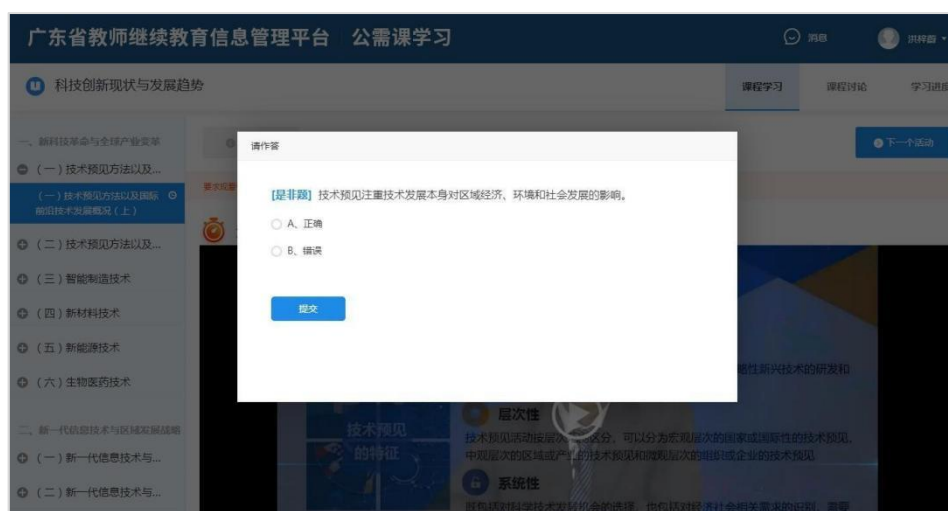 广东省教师继续教育信息管理平台 公需课学习
消息
科技创新现状与发展趋势
课程学习
课程讨论
学习进度
一、新科技革命与全球产业变革
下一个活动
(一)技术预见方法以及...
(一)技术预见方法以及国际
前沿技术发展概况(上)
(二)技术预见方法以及...
(三)智能制造技术
(四)新材料技术
(五)新能源技术
(六)生物医药技术
二、新一代信息技术与区域发展战略
(一)新一代信息技术与...
(二)新一代信息技术与...
请作答
[是非题] 技术预见注重技术发展本身对区域经济、环境和社会发展的影响。
A、正确
B、错误
提交
略性新兴技术的研发和
技术预见
的特征
层次性
技术预见活动按层次区分,可以分为宏观层次的国家或国际性的技术预见、
中观层次的区域或产业的技术预见和微观层次的组织或企业的技术预见
系统性